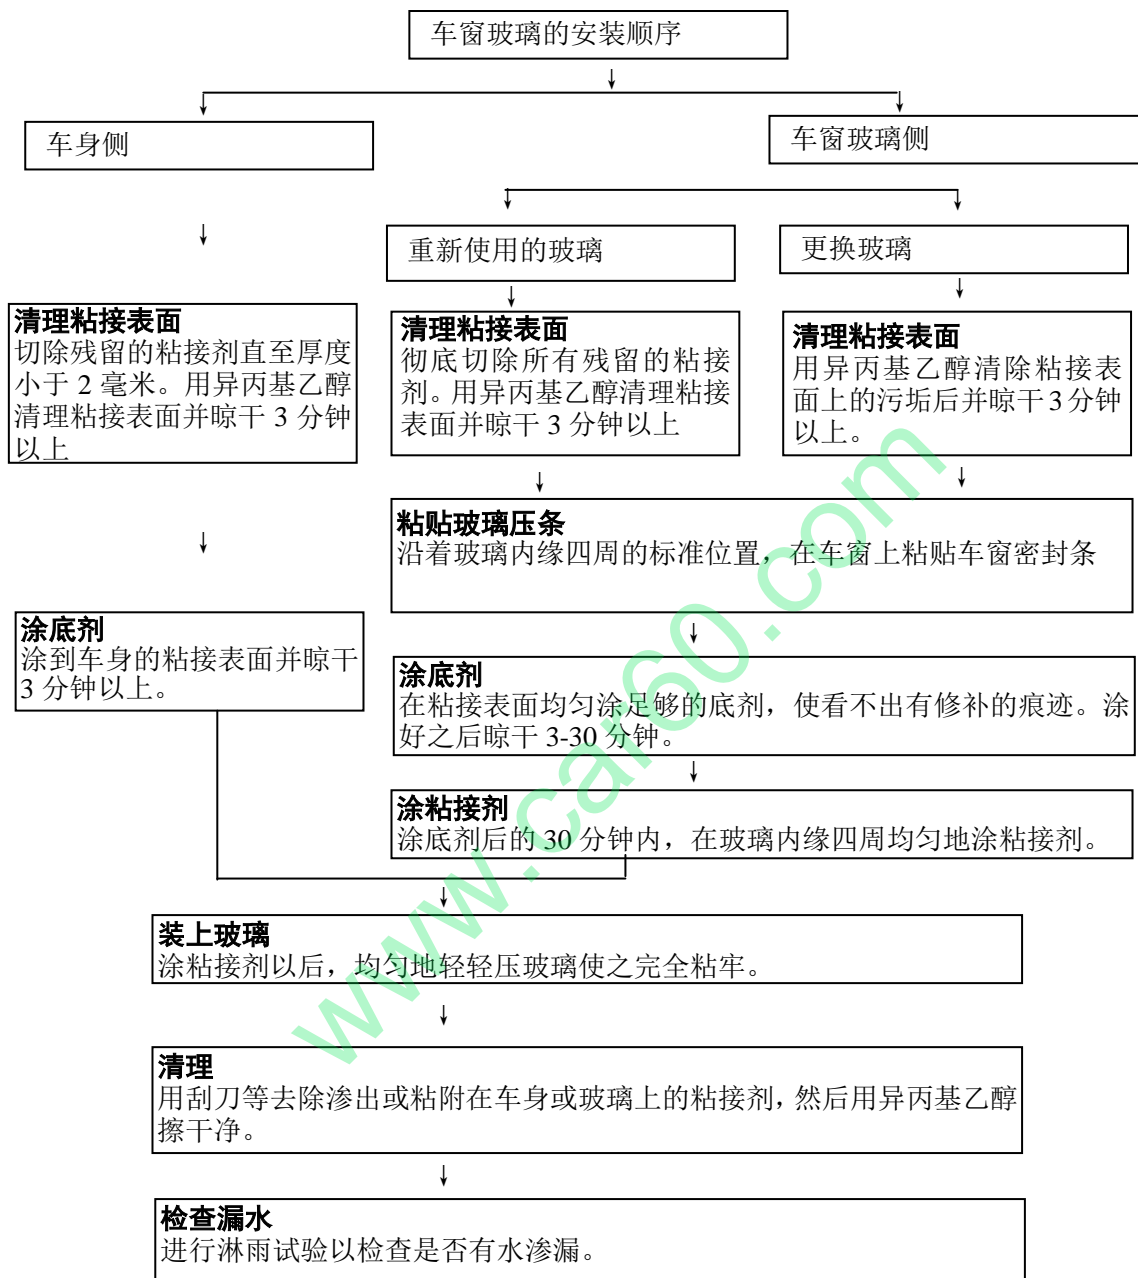 车窗玻璃的安装顺序
车身侧
车窗玻璃侧
重新使用的玻璃
更换玻璃
清理粘接表面
切除残留的粘接剂直至厚度
小于 2 毫米。用异丙基乙醇
清理粘接表面并晾干 3 分钟
以上
清理粘接表面
彻底切除所有残留的粘接
剂。用异丙基乙醇清理粘接
表面并晾干 3 分钟以上
清理粘接表面
用异丙基乙醇清除粘接表
面上的污垢后并晾干 3 分钟
以上。
粘贴玻璃压条
沿着玻璃内缘四周的标准位置，在车窗上粘贴车窗密封条
涂底剂
涂到车身的粘接表面并晾干
3 分钟以上。
涂底剂
在粘接表面均匀涂足够的底剂，使看不出有修补的痕迹。涂
好之后晾干 3-30 分钟。
涂粘接剂
涂底剂后的 30 分钟内，在玻璃内缘四周均匀地涂粘接剂。
装上玻璃
涂粘接剂以后，均匀地轻轻压玻璃使之完全粘牢。
清理
用刮刀等去除渗出或粘附在车身或玻璃上的粘接剂，然后用异丙基乙醇
擦干净。
检查漏水
进行淋雨试验以检查是否有水渗漏。
www.car60.com